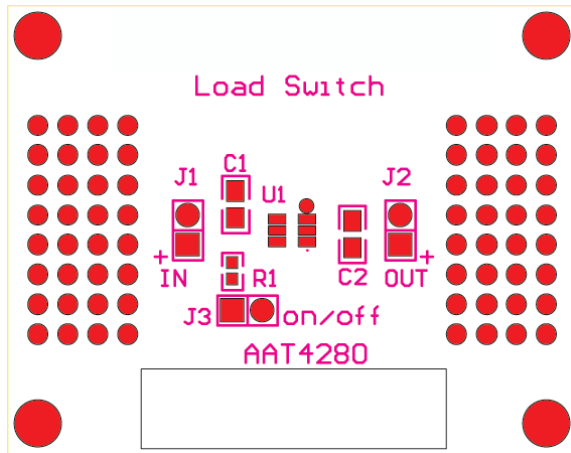 Load Switch
C1
J1
U1
J2
+
+
IN
R1
C2
OUT
J3
on/off
AAT4280